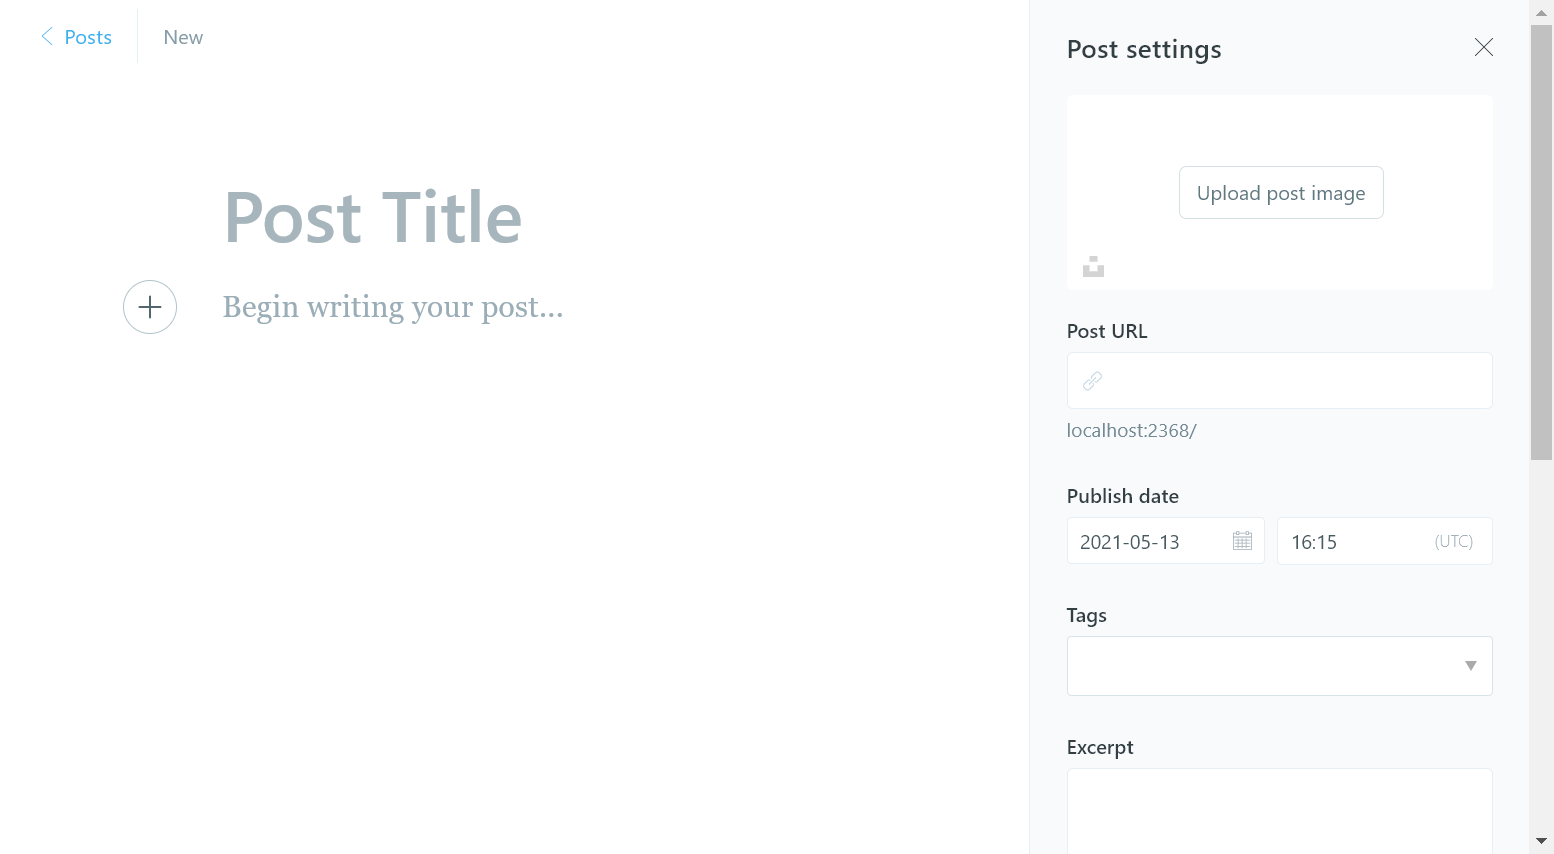 Posts
New
Post Title
Begin writing your post...
Post settings
Upload post image
Post URL
localhost:2368/
Publish date
2021-05-13
16:15
(UTC)
Tags
Excerpt